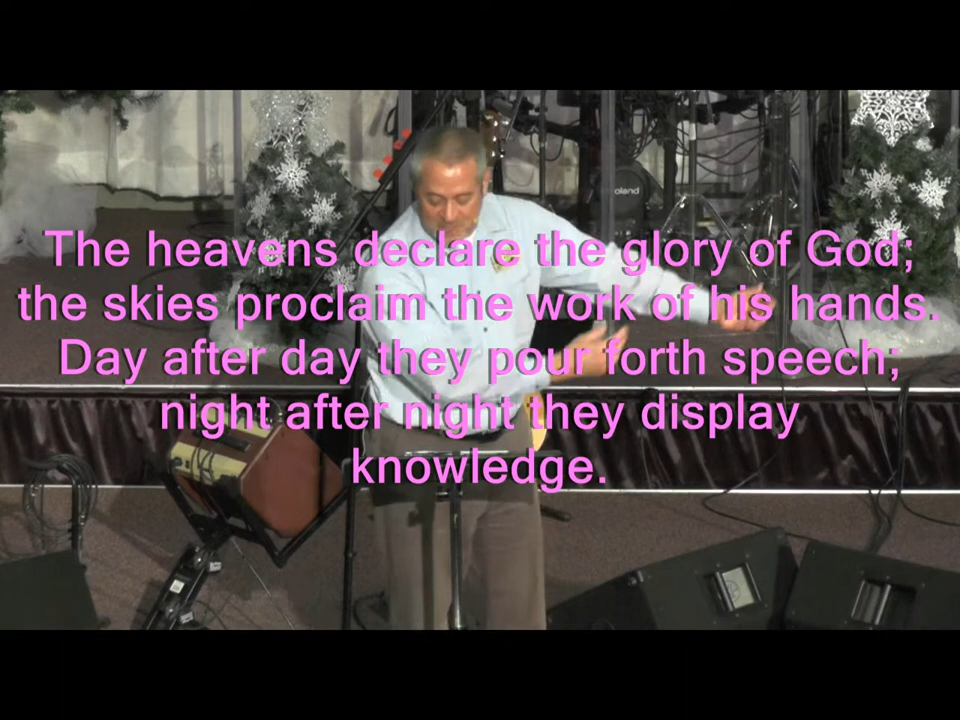 Roland
The heavens declare the glory of God;
the skies proclaim the work of his hands.
Day after day they pour forth speech;
night after night they display
knowledge.